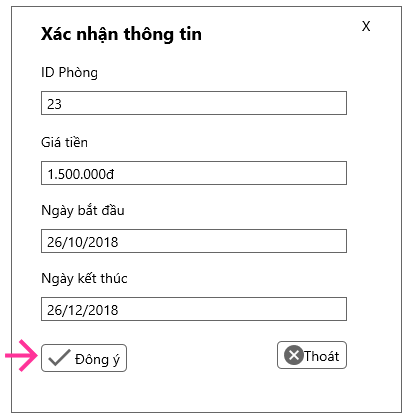 Xác nhận thông tin X
ID Phòng
23
Giá tiền
1.500.000đ
Ngày bắt đầu
26/10/2018
Ngày kết thúc
26/12/2018
Đông ý Thoát